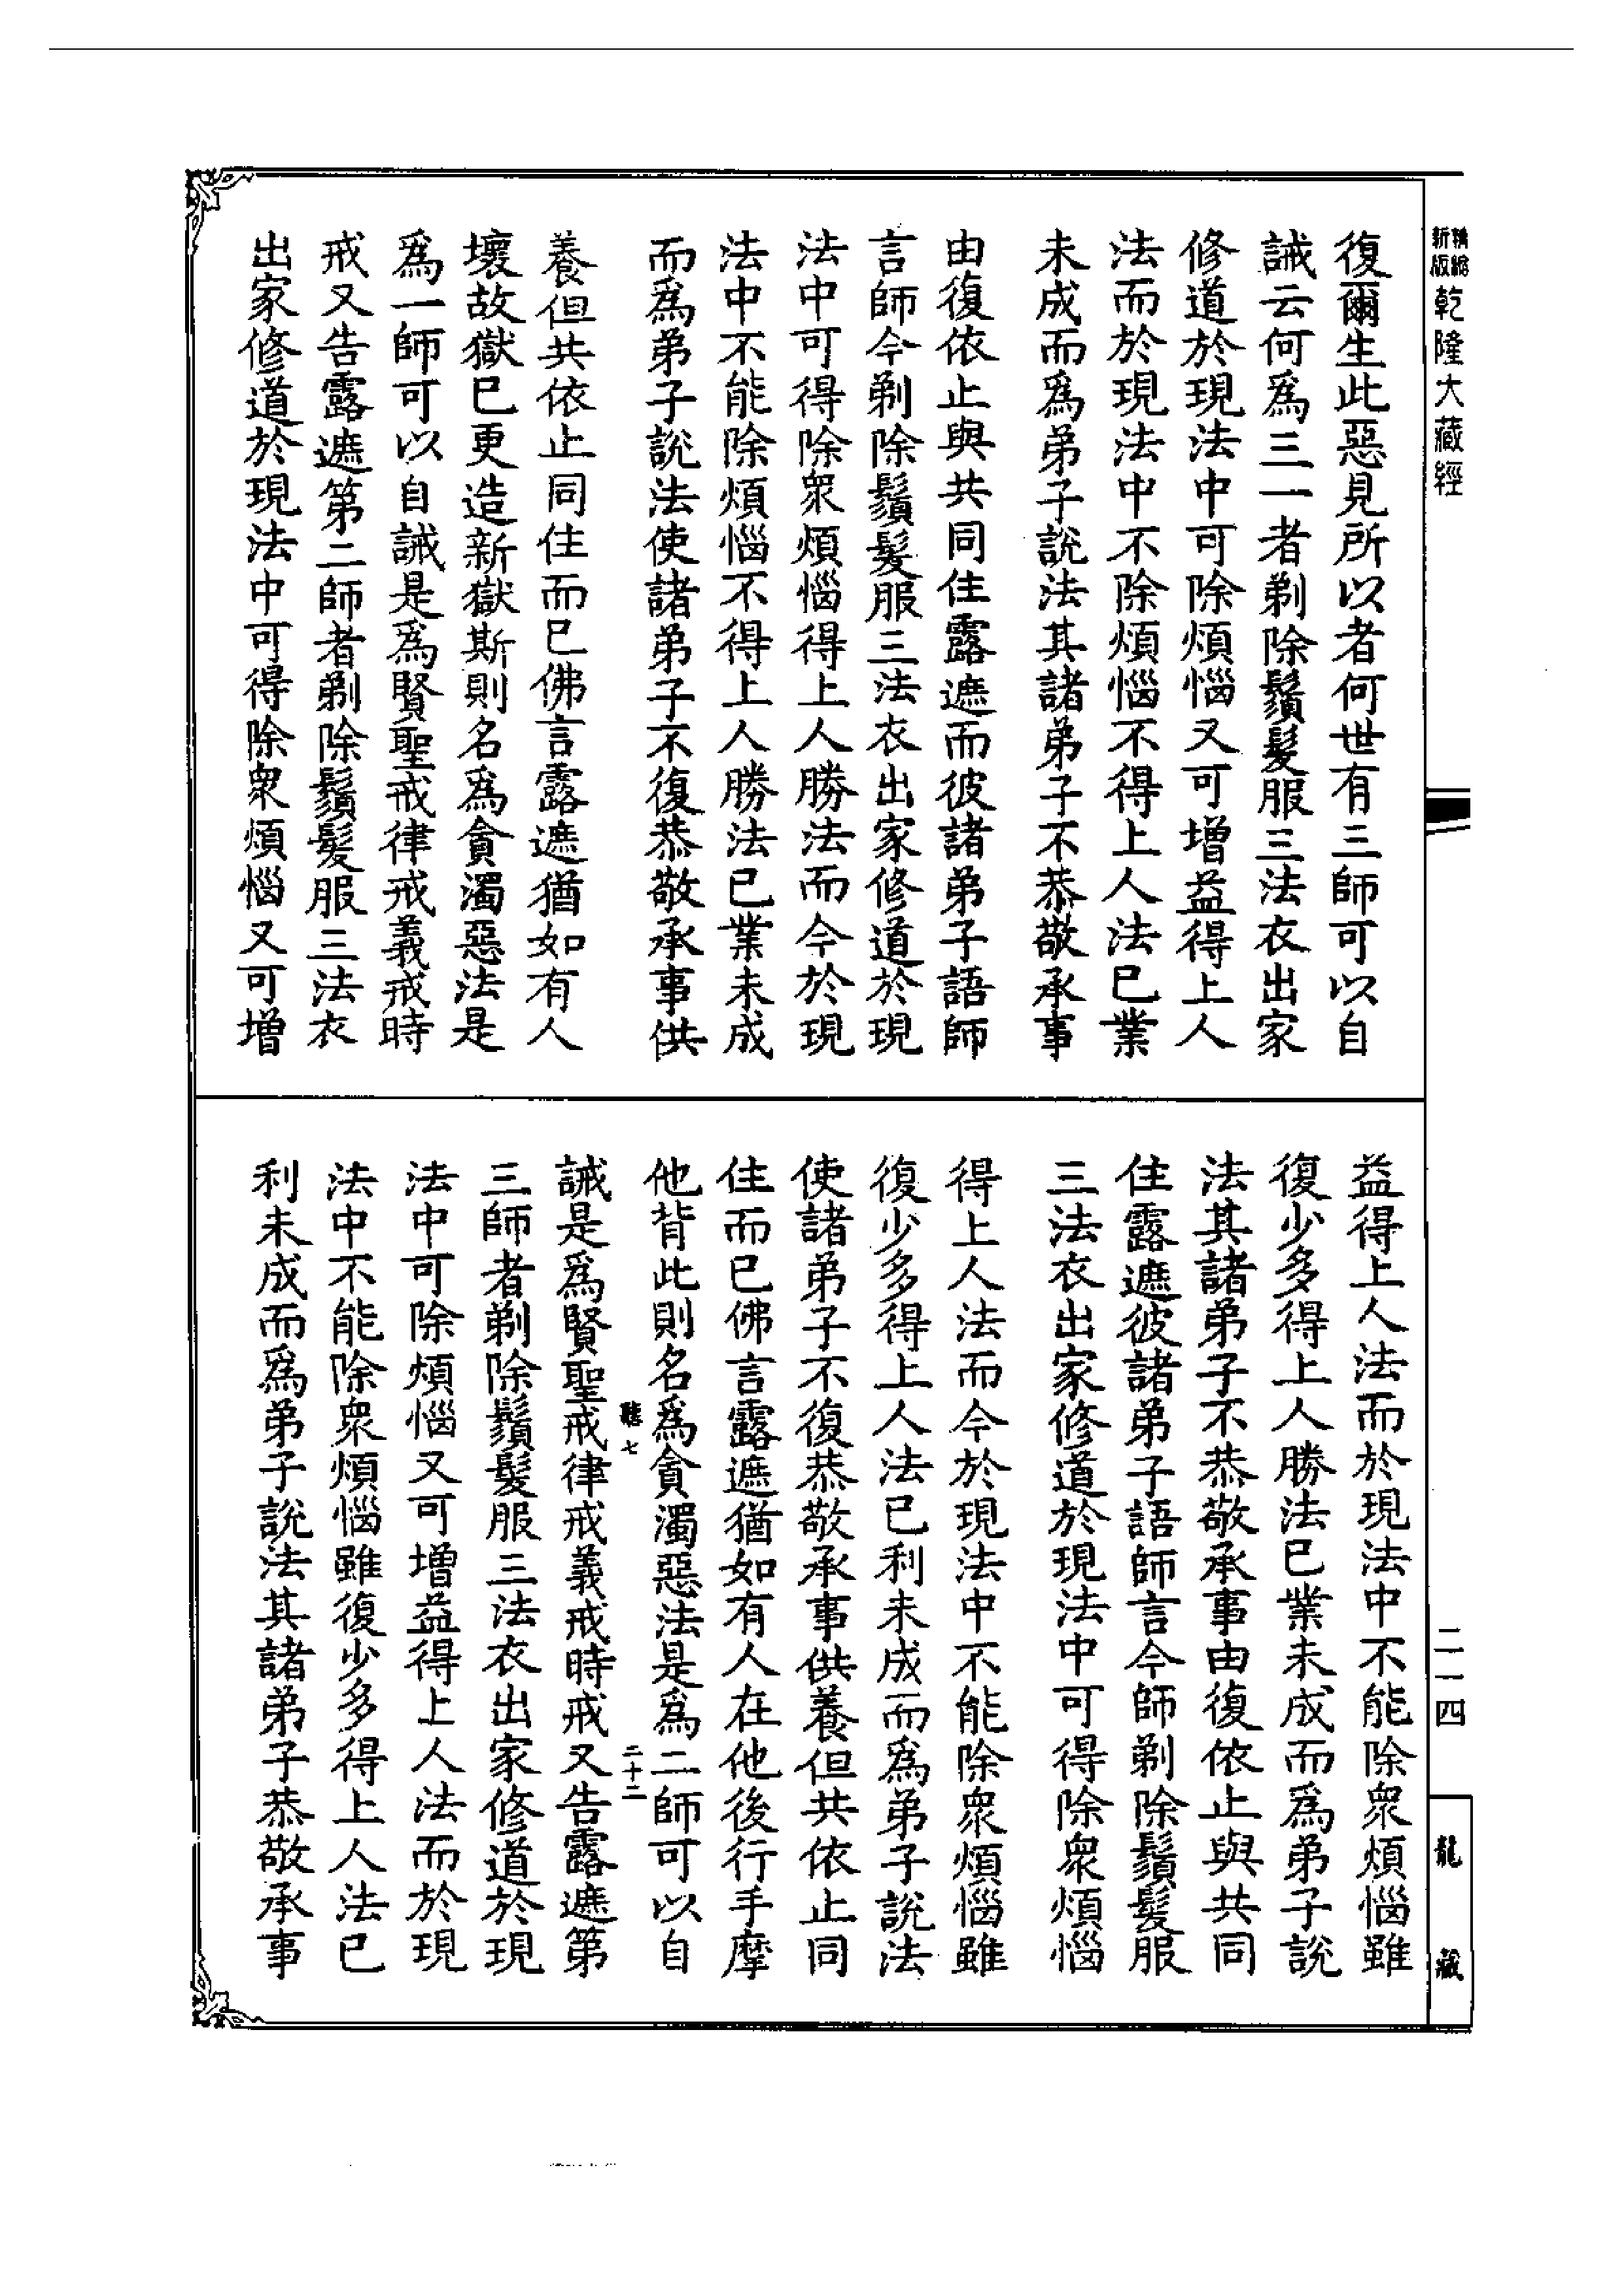 精縮新版乾隆大藏經
復爾生此惡見所以者何世有三師可以自
誡云何爲三一者剃除鬚髮服三法衣出家
修道於現法中可除煩惱又可增益得上人
法而於現法中不除煩惱不得上人法已業
未成而爲弟子說法其諸弟子不恭敬承事
由復依止與共同住露遮而彼諸弟子語師
言師今剃除鬚髮服三法衣出家修道於現
法中可得除衆煩惱得上人勝法而今於現
法中不能除煩惱不得上人勝法已業未成
而爲弟子說法使諸弟子不復恭敬承事供
養但共依止同住而已佛言露遮猶如有人
壞故獄已更造新獄斯則名爲貪濁惡法是
爲一師可以自誡是爲賢聖戒律戒義戒時
戒又告露遮第二師者剃除鬚髮服三法衣
出家修道於現法中可得除衆煩惱又可增
益得上人法而於現法中不能除衆煩惱雖
復少多得上人勝法已業未成而爲弟子說
法其諸弟子不恭敬承事由復依止與共同
住露遮彼諸弟子語師言今師剃除鬚髮服
三法衣出家修道於現法中可得除衆煩惱
得上人法而今於現法中不能除衆煩惱雖
復少多得上人法已利未成而爲弟子說法
使諸弟子不復恭敬承事供養但共依止同
住而已佛言露遮猶如有人在他後行手摩
他背此則名爲貪濁惡法是爲二師可以自
聽七 二十二
誡是爲賢聖戒律戒義戒時戒又告露遮第
三師者剃除鬚髮服三法衣出家修道於現
法中可除煩惱又可增益得上人法而於現
法中不能除衆煩惱雖復少多得上人法已
利未成而爲弟子說法其諸弟子恭敬承事
二一四
龍藏